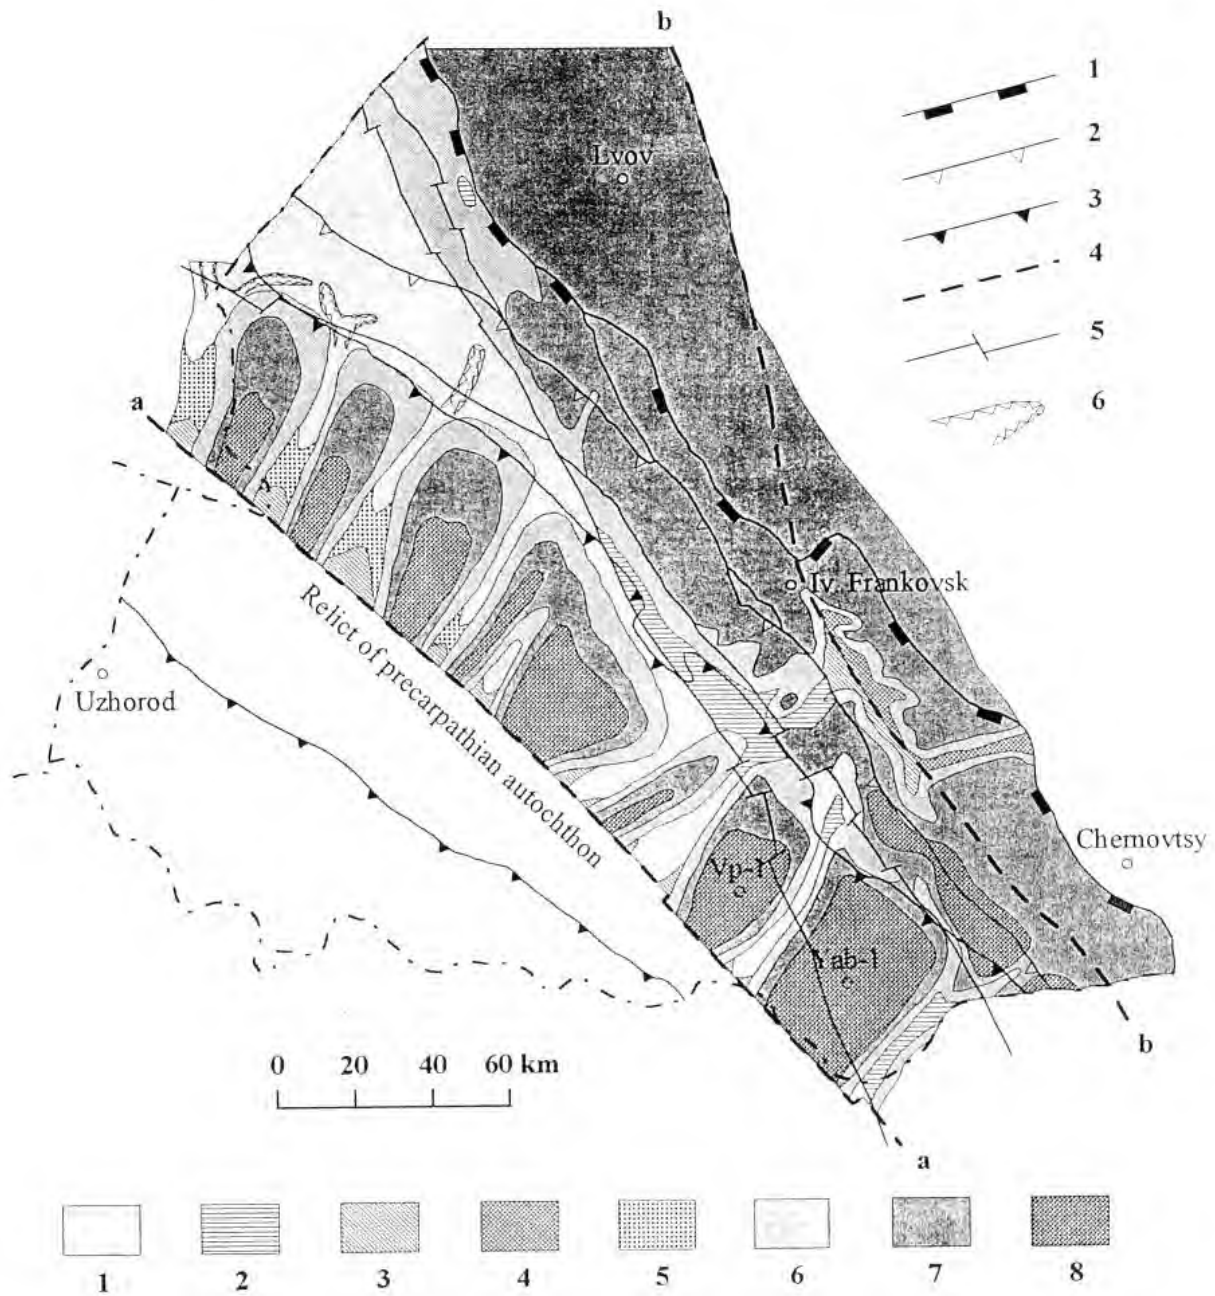 b
1
2
Lvov
3
4
5
a
6
Iv. Frankovsk
Relict of precarpathian autochthon
Uzhorod
Chernovtsy
Vp-1
Yab-1
b
0 20 40 60 km
a
1 2 3 4 5 6 7 8